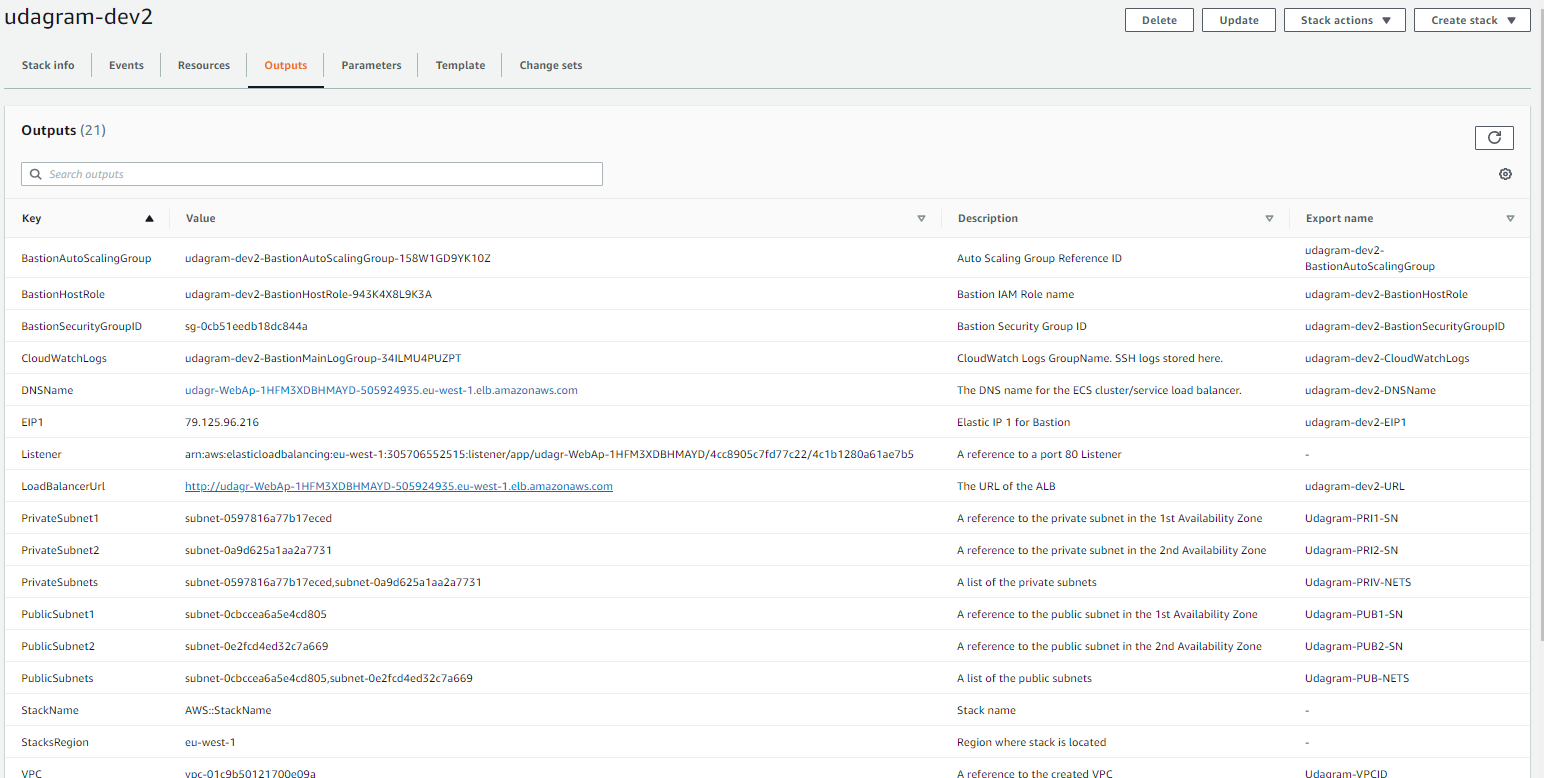 udagram-dev2
Delete Update Stack actions Create stack
Stack info Events Resources Outputs Parameters Template Change sets
Outputs (21)
Search outputs
Key Value Description Export name
BastionAutoScalingGroup udagram-dev2-BastionAutoScalingGroup-158W1GD9YK10Z Auto Scaling Group Reference ID udagram-dev2-
BastionAutoScalingGroup
BastionHostRole udagram-dev2-BastionHostRole-943K4X8L9K3A Bastion IAM Role name udagram-dev2-BastionHostRole
BastionSecurityGroupID sg-0cb51eedb18dc844a Bastion Security Group ID udagram-dev2-BastionSecurityGroupID
CloudWatchLogs udagram-dev2-BastionMainLogGroup-34ILMU4PUZPT CloudWatch Logs GroupName. SSH logs stored here. udagram-dev2-CloudWatchLogs
DNSName udagr-WebAp-1HFM3XDBHMAYD-505924935.eu-west-1.elb.amazonaws.com The DNS name for the ECS cluster/service load balancer. udagram-dev2-DNSName
EIP1 79.125.96.216 Elastic IP 1 for Bastion udagram-dev2-EIP1
Listener arn:aws:elasticloadbalancing:eu-west-1:305706552515:listener/app/udagr-WebAp-1HFM3XDBHMAYD/4cc8905c7fd77c22/4c1b1280a61ae7b5 A reference to a port 80 Listener -
LoadBalancerUrl http://udagr-WebAp-1HFM3XDBHMAYD-505924935.eu-west-1.elb.amazonaws.com The URL of the ALB udagram-dev2-URL
PrivateSubnet1 subnet-0597816a77b17eced A reference to the private subnet in the 1st Availability Zone Udagram-PRI1-SN
PrivateSubnet2 subnet-0a9d625a1aa2a7731 A reference to the private subnet in the 2nd Availability Zone Udagram-PRI2-SN
PrivateSubnets subnet-0597816a77b17eced,subnet-0a9d625a1aa2a7731 A list of the private subnets Udagram-PRIV-NETS
PublicSubnet1 subnet-0cbccea6a5e4cd805 A reference to the public subnet in the 1st Availability Zone Udagram-PUB1-SN
PublicSubnet2 subnet-0e2fcd4ed32c7a669 A reference to the public subnet in the 2nd Availability Zone Udagram-PUB2-SN
PublicSubnets subnet-0cbccea6a5e4cd805,subnet-0e2fcd4ed32c7a669 A list of the public subnets Udagram-PUB-NETS
StackName AWS::StackName Stack name -
StacksRegion eu-west-1 Region where stack is located -
VPC vpc-01c9b50121700e09a A reference to the created VPC Udagram-VPCID